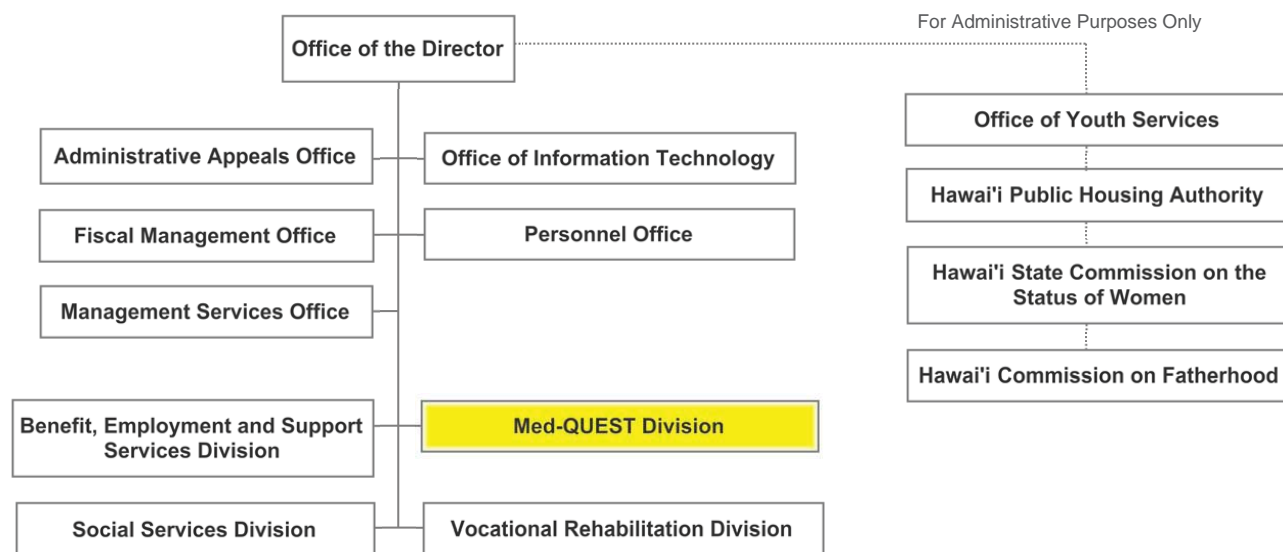 For Administrative Purposes Only
Office of the Director
Office of Youth Services
Administrative Appeals Office
Office of Information Technology
Hawai'i Public Housing Authority
Fiscal Management Office
Personnel Office
Hawai'i State Commission on the
Status of Women
Management Services Office
Hawai'i Commission on Fatherhood
Benefit, Employment and Support
Services Division
Med-QUEST Division
Social Services Division
Vocational Rehabilitation Division